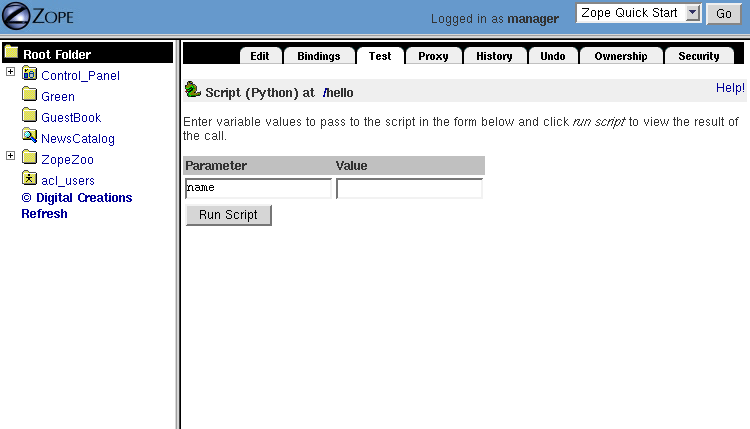 ZOPE
Logged in as manager
Zope Quick Start
Go
Root Folder
Control_Panel
Green
GuestBook
NewsCatalog
ZopeZoo
acl_users
© Digital Creations
Refresh
Edit Bindings Test Proxy History Undo Ownership Security
Script (Python) at /hello
Help!
Enter variable values to pass to the script in the form below and click run script to view the result of
the call.
Parameter Value
name
Run Script